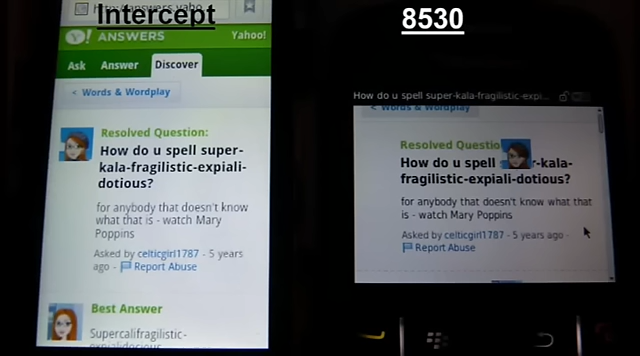 Intercept
8530
http://answers.yaho
Y! ANSWERS
Yahoo!
Ask Answer Discover
< Words & Wordplay
Resolved Question:
How do u spell super-
kala-fragilistic-expiali-
dotious?
for anybody that doesn't know
what that is - watch Mary
Poppins
Asked by celticgirl1787 - 5 years
ago - Report Abuse
Best Answer
Supercalifragilistic-
expialidocious
How do u spell super-kala-fragilistic-expi...
< Words & Wordplay
Resolved Questio
How do u spell r-kala-
fragilistic-expiali-dotious?
for anybody that doesn't know what that
is - watch Mary Poppins
Asked by celticgirl1787 - 5 years ago -
Report Abuse